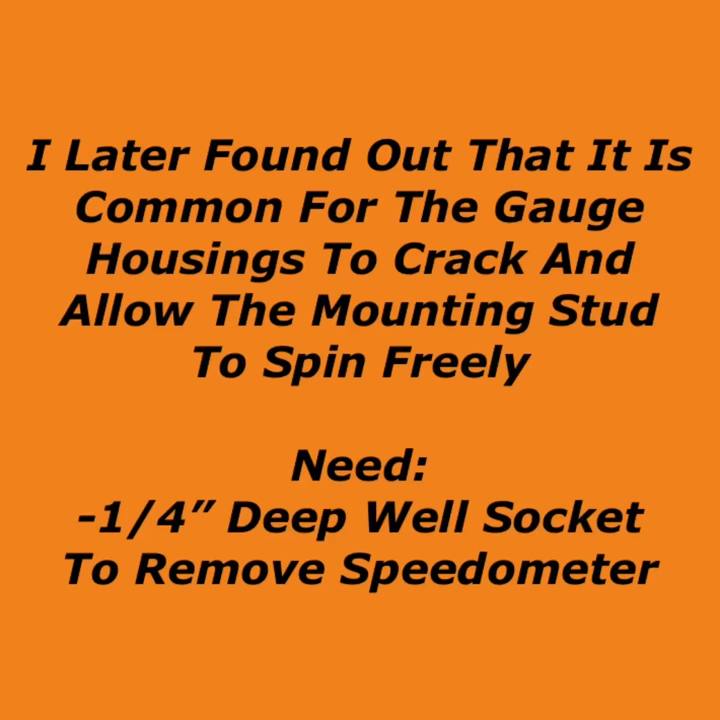 I Later Found Out That It Is
Common For The Gauge
Housings To Crack And
Allow The Mounting Stud
To Spin Freely
Need:
-1/4” Deep Well Socket
To Remove Speedometer